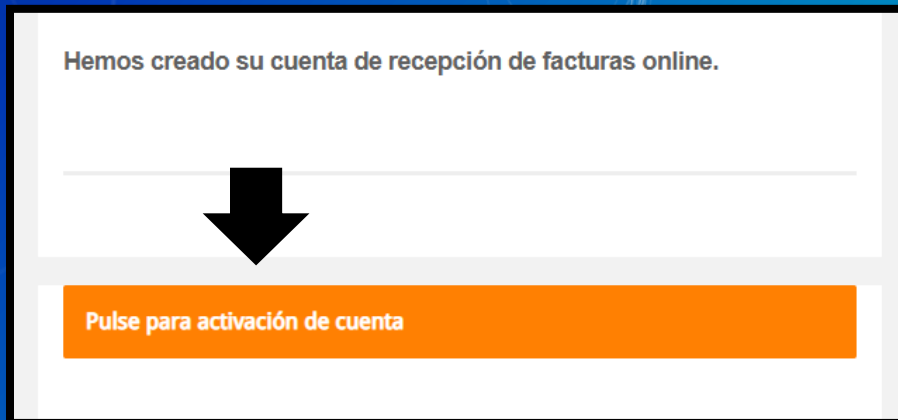 Hemos creado su cuenta de recepción de facturas online.
Pulse para activación de cuenta